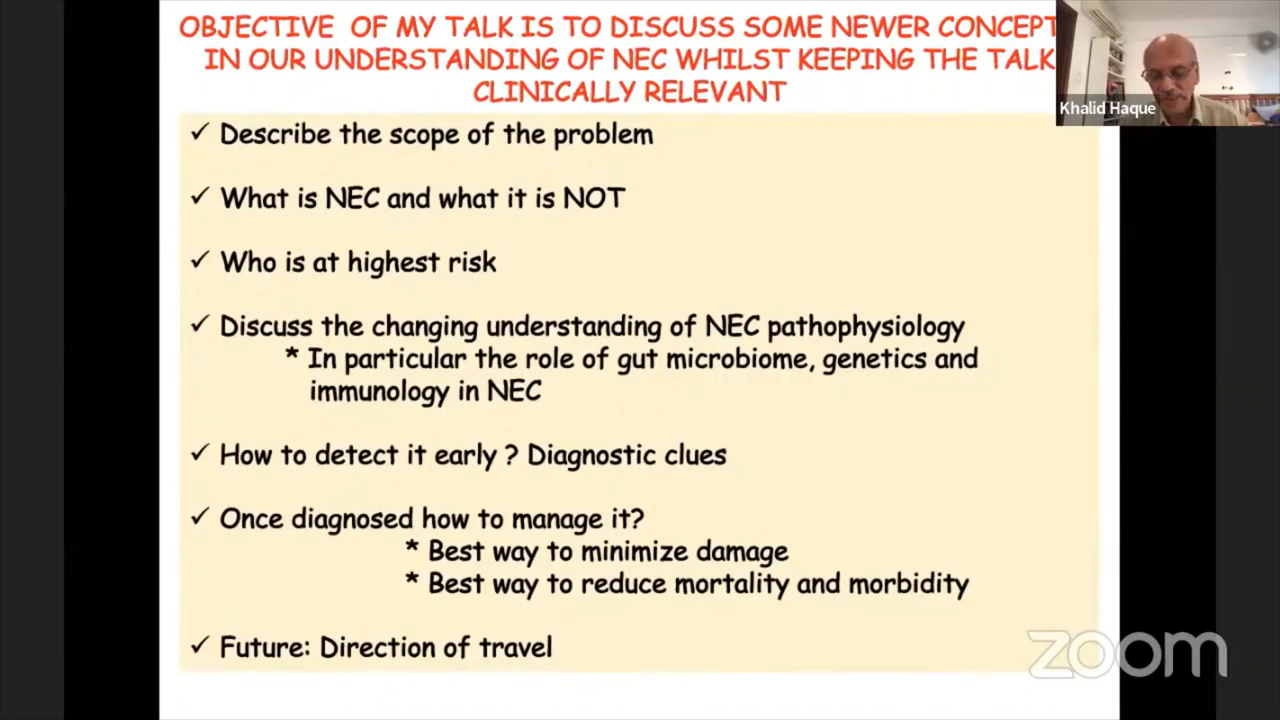 OBJECTIVE OF MY TALK IS TO DISCUSS SOME NEWER CONCEPT
IN OUR UNDERSTANDING OF NEC WHILST KEEPING THE TALK
CLINICALLY RELEVANT
Khalid Haque
✓ Describe the scope of the problem
✓ What is NEC and what it is NOT
✓ Who is at highest risk
✓ Discuss the changing understanding of NEC pathophysiology
* In particular the role of gut microbiome, genetics and
immunology in NEC
✓ How to detect it early ? Diagnostic clues
✓ Once diagnosed how to manage it?
* Best way to minimize damage
* Best way to reduce mortality and morbidity
✓ Future: Direction of travel
zoom